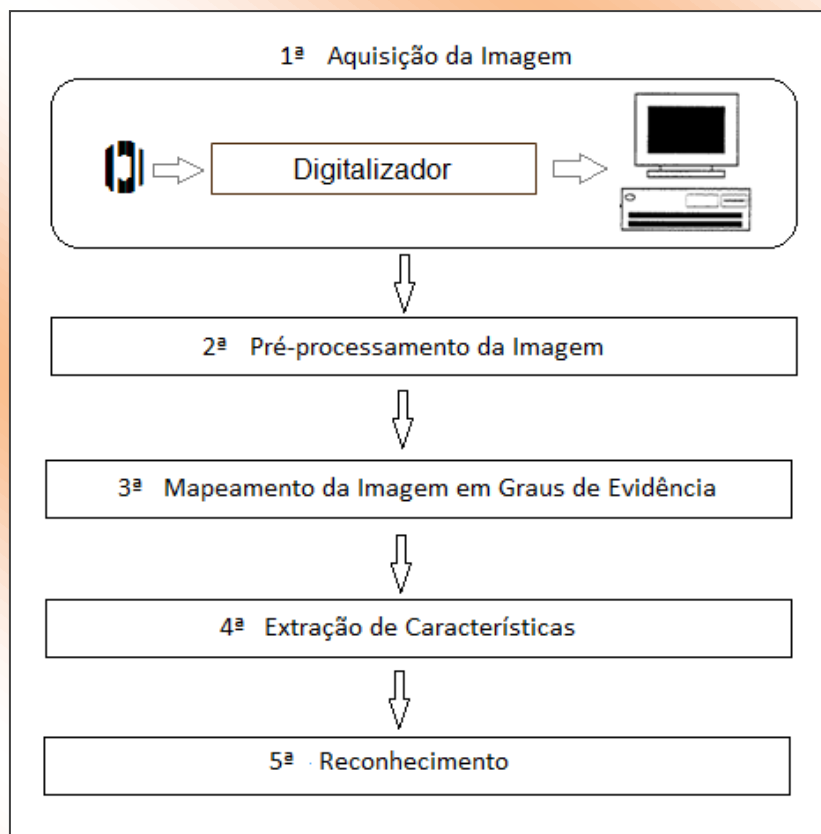 1ª Aquisição da Imagem
Digitalizador
2ª Pré-processamento da Imagem
3ª Mapeamento da Imagem em Graus de Evidência
4ª Extração de Características
5ª Reconhecimento